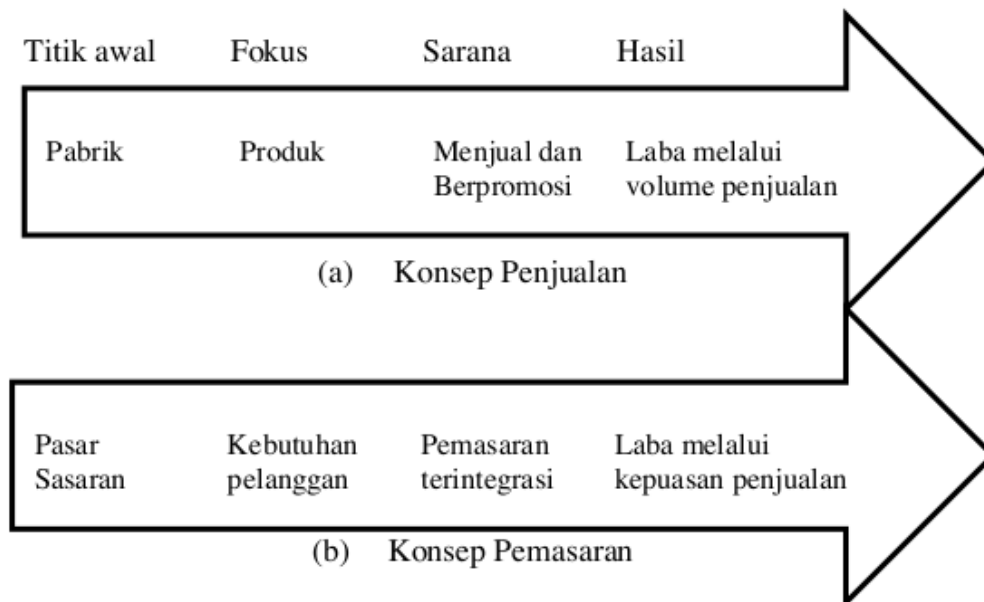 Titik awal Fokus Sarana Hasil
Pabrik Produk Menjual dan Laba melalui
Berpromosi volume penjualan
(a) Konsep Penjualan
Pasar Kebutuhan Pemasaran Laba melalui
Sasaran pelanggan terintegrasi kepuasan penjualan
(b) Konsep Pemasaran